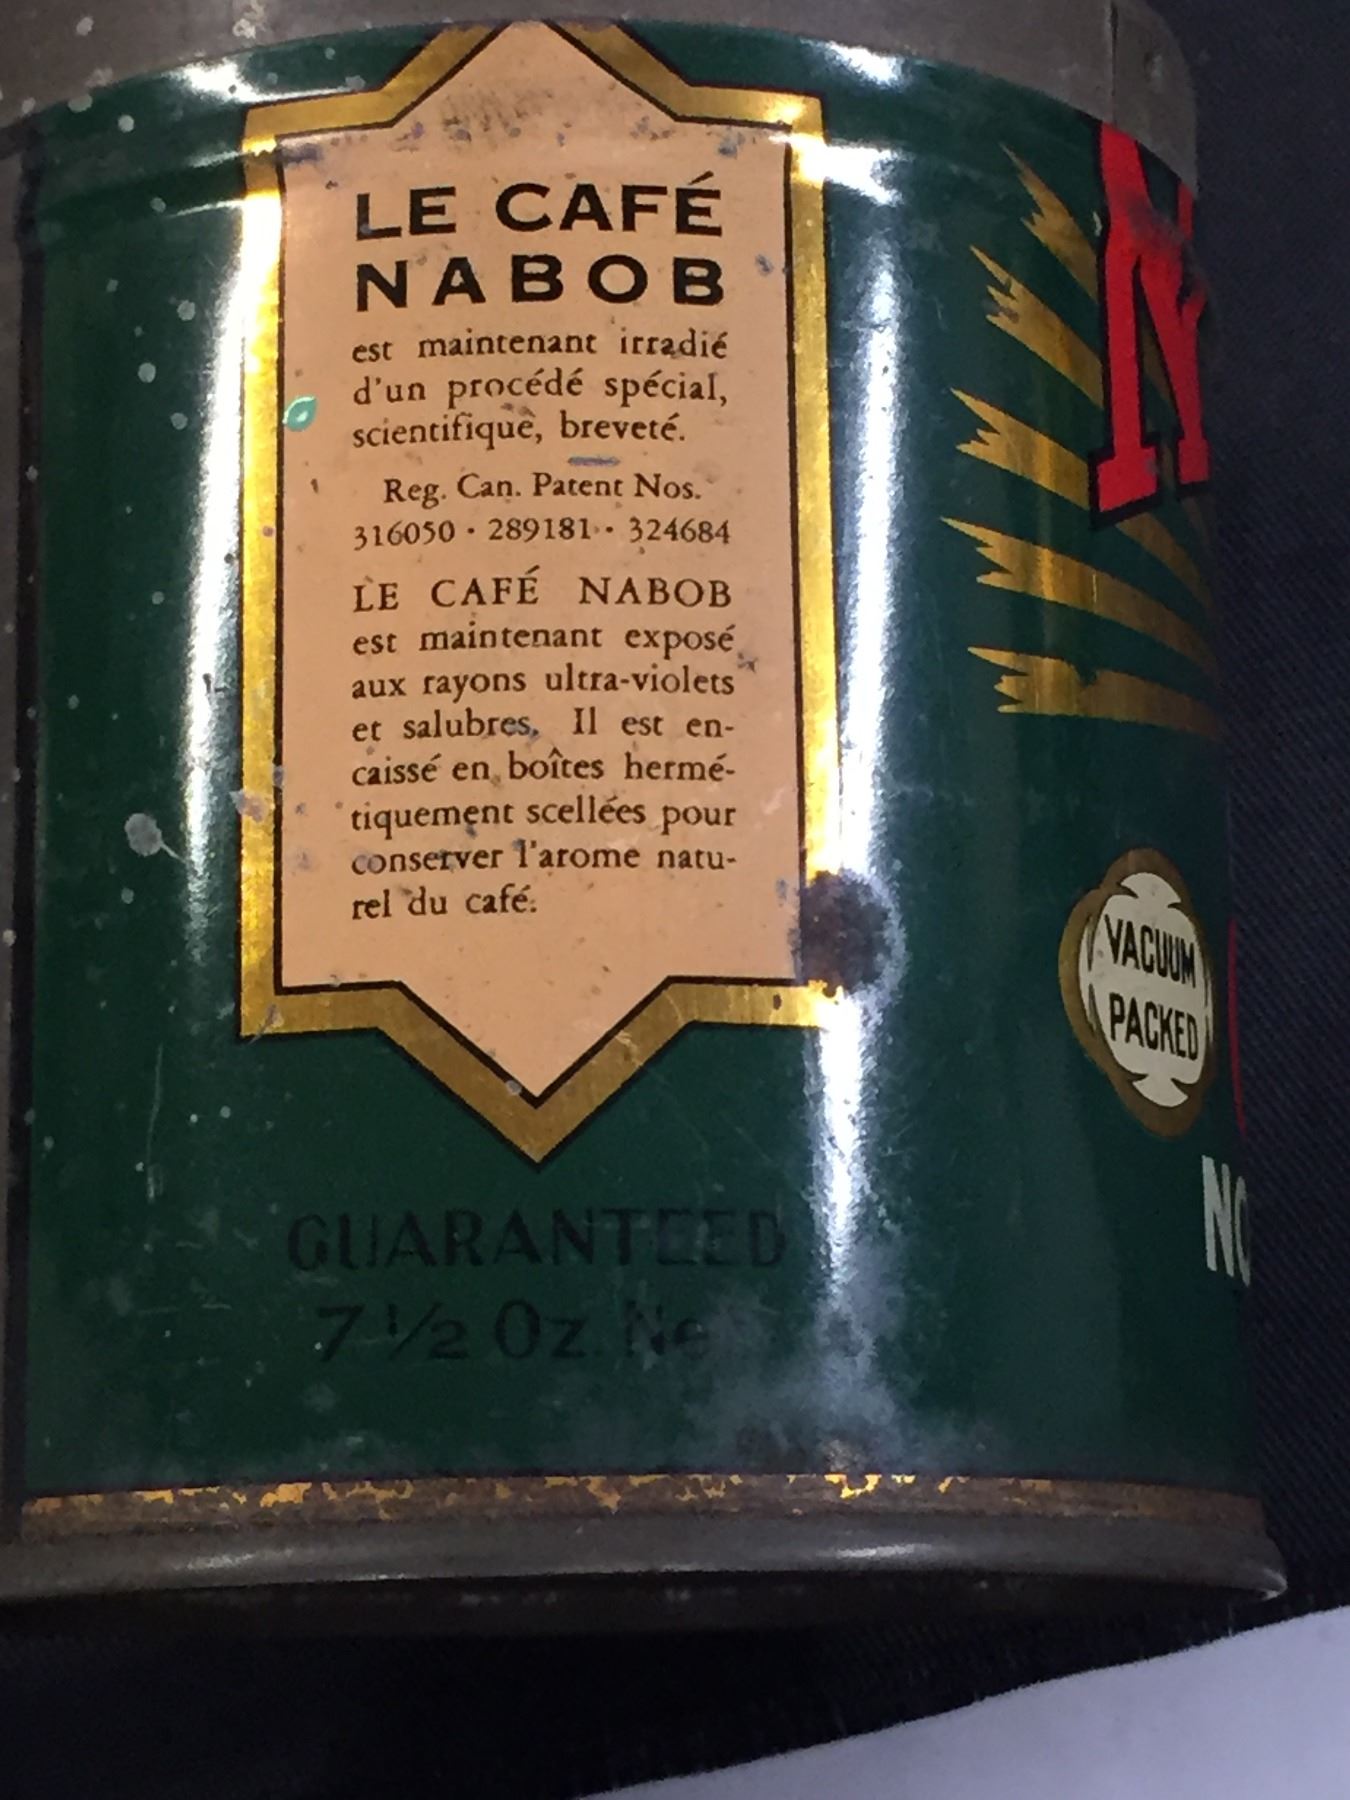 LE CAFÉ
NABOB
est maintenant irradié
d'un procédé spécial,
scientifique, breveté.
Reg. Can. Patent Nos.
316050 · 289181 · 324684
LE CAFÉ NABOB
est maintenant exposé
aux rayons ultra-violets
et salubres. Il est en-
caissé en boîtes hermé-
tiquement scellées pour
conserver l'arome natu-
rel du café.
GUARANTEED
7 1/2 Oz.
N
VACUUM
PACKED